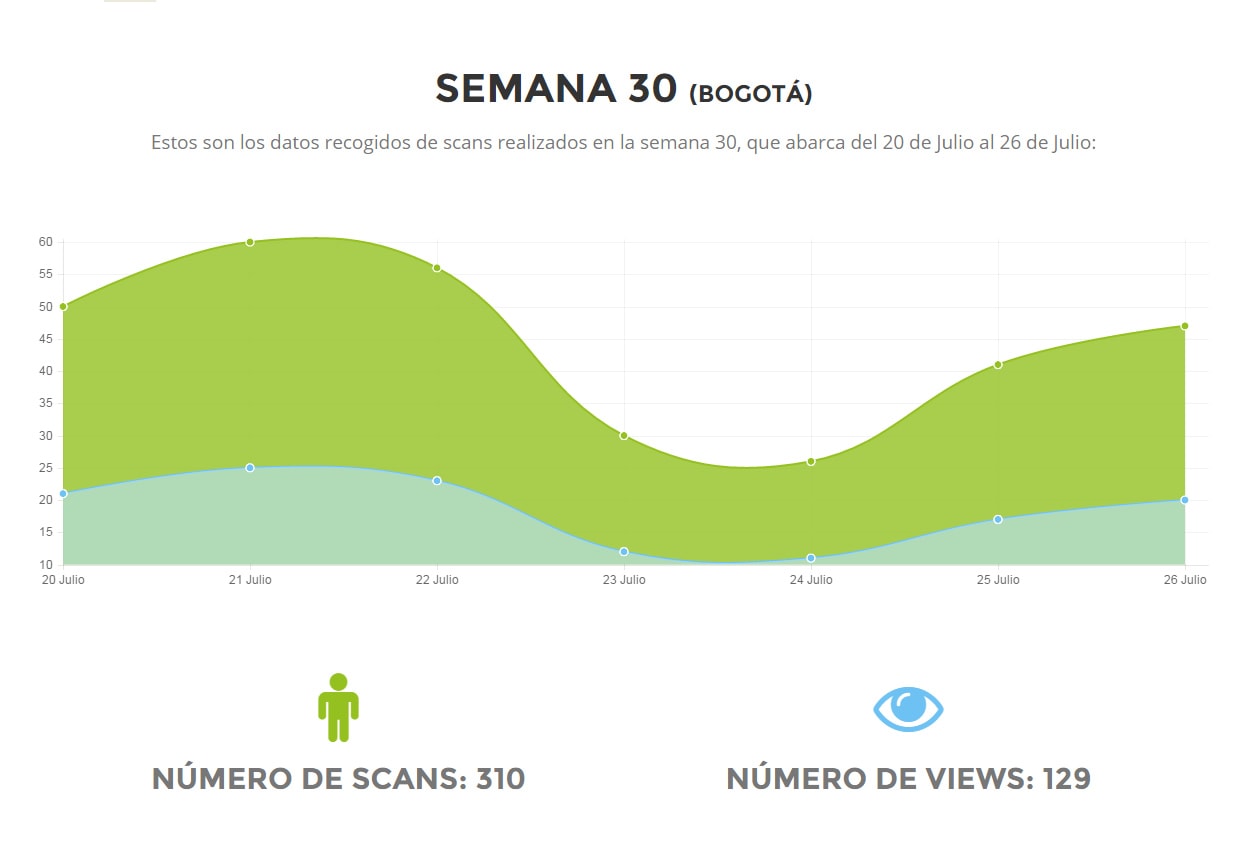 SEMANA 30 (BOGOTÁ)
Estos son los datos recogidos de scans realizados en la semana 30, que abarca del 20 de Julio al 26 de Julio:
60
55
50
45
40
35
30
25
20
15
10
20 Julio 21 Julio 22 Julio 23 Julio 24 Julio 25 Julio 26 Julio
NÚMERO DE SCANS: 310
NÚMERO DE VIEWS: 129